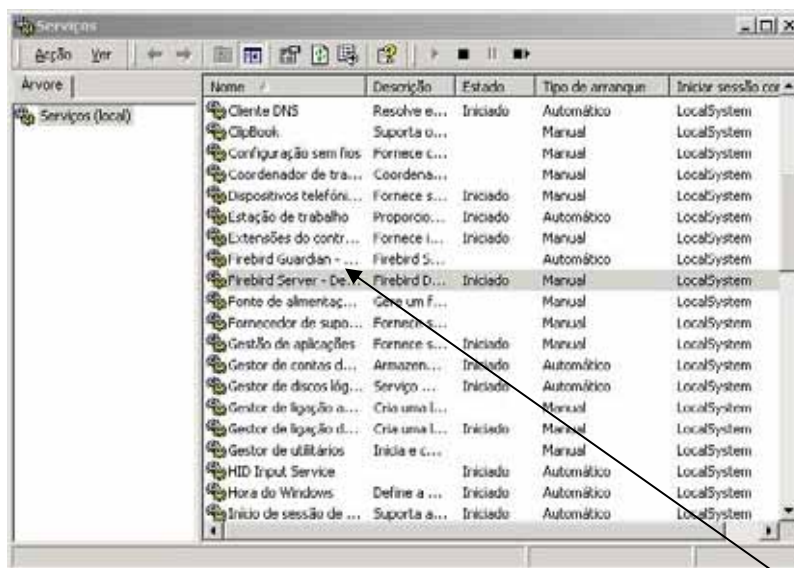 Serviços
Acção Ver
Árvore
Nome Descrição Estado Tipo de arranque Iniciar sessão cor
Serviços (local)
Cliente DNS Resolve e... Iniciado Automático LocalSystem
ClipBook Suporta o... Manual LocalSystem
Configuração sem fios Fornece c... Manual LocalSystem
Coordenador de tra... Coordena... Manual LocalSystem
Dispositivos telefóni... Fornece s... Iniciado Manual LocalSystem
Estação de trabalho Proporcio... Iniciado Automático LocalSystem
Extensões do contr... Fornece i... Iniciado Manual LocalSystem
Firebird Guardian - ... Firebird S... Automático LocalSystem
Firebird Server - De... Firebird D... Iniciado Manual LocalSystem
Fonte de alimentaç... Gere um f... Manual LocalSystem
Fornecedor de supo... Fornece s... Manual LocalSystem
Gestão de aplicações Fornece s... Iniciado Manual LocalSystem
Gestor de contas d... Armazen... Iniciado Automático LocalSystem
Gestor de discos lóg... Serviço ... Iniciado Automático LocalSystem
Gestor de ligação a... Cria uma l... Manual LocalSystem
Gestor de ligação d... Cria uma l... Iniciado Manual LocalSystem
Gestor de utilitários Inicia e c... Manual LocalSystem
HID Input Service Iniciado Automático LocalSystem
Hora do Windows Define a ... Iniciado Automático LocalSystem
Início de sessão de ... Suporta a... Iniciado Automático LocalSystem